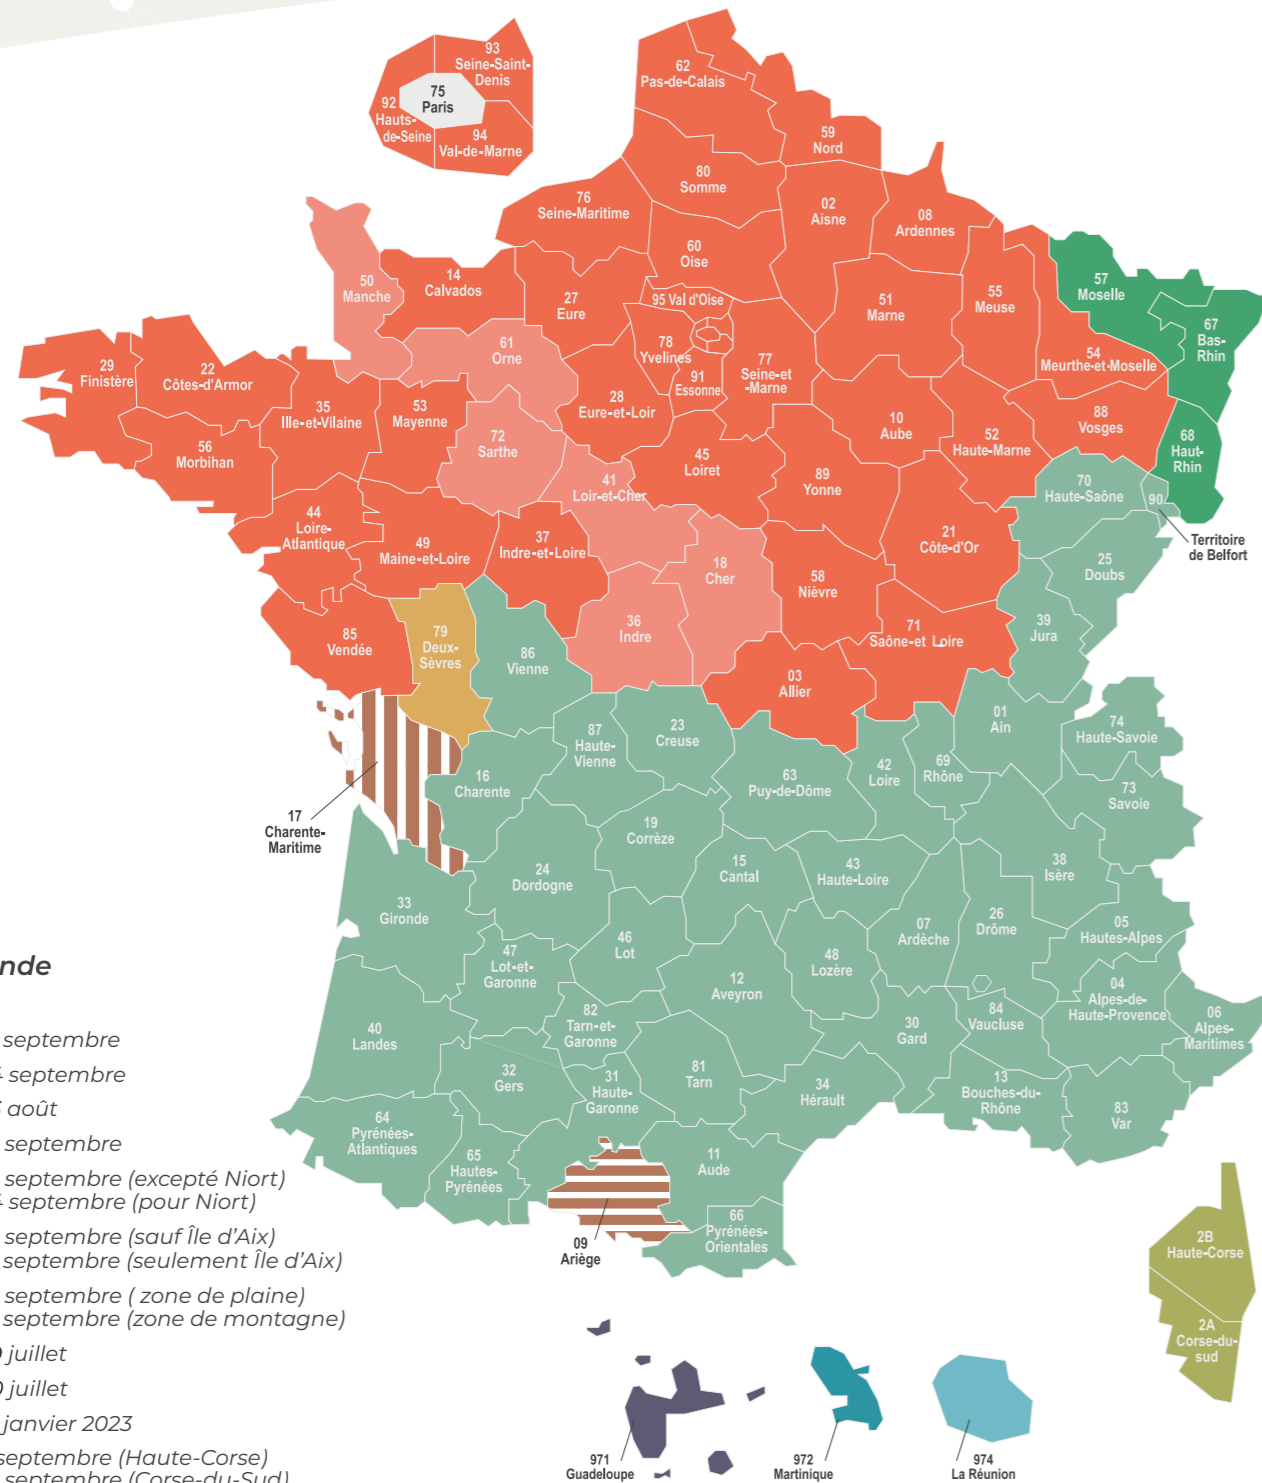 93
Seine-Saint-
Denis
75
Paris
92
Hauts-
de-Seine
94
Val-de-Marne
62
Pas-de-Calais
59
Nord
80
Somme
76
Seine-Maritime
02
Aisne
08
Ardennes
60
Oise
50
Manche
14
Calvados
27
Eure
95 Val d'Oise
51
Marne
55
Meuse
57
Moselle
67
Bas-
Rhin
61
Orne
78
Yvelines
91
Essonne
77
Seine-et
-Marne
54
Meurthe-et-Moselle
29
Finistère
22
Côtes-d'Armor
35
Ille-et-Vilaine
53
Mayenne
28
Eure-et-Loir
10
Aube
52
Haute-Marne
88
Vosges
68
Haut-
Rhin
56
Morbihan
72
Sarthe
45
Loiret
89
Yonne
70
Haute-Saône
90
Territoire
de Belfort
41
Loir-et-Cher
44
Loire-
Atlantique
49
Maine-et-Loire
37
Indre-et-Loire
18
Cher
58
Nièvre
21
Côte-d'Or
25
Doubs
85
Vendée
79
Deux-
Sèvres
86
Vienne
36
Indre
03
Allier
71
Saône-et Loire
39
Jura
17
Charente-
Maritime
16
Charente
87
Haute-
Vienne
23
Creuse
63
Puy-de-Dôme
42
Loire
69
Rhône
01
Ain
74
Haute-Savoie
73
Savoie
19
Corrèze
24
Dordogne
15
Cantal
43
Haute-Loire
38
Isère
33
Gironde
47
Lot-et-
Garonne
46
Lot
12
Aveyron
48
Lozère
07
Ardèche
26
Drôme
05
Hautes-Alpes
04
Alpes-de-
Haute-Provence
06
Alpes-
Maritimes
40
Landes
82
Tarn-et-
Garonne
30
Gard
84
Vaucluse
32
Gers
31
Haute-
Garonne
81
Tarn
34
Hérault
13
Bouches-du-
Rhône
83
Var
64
Pyrénées-
Atlantiques
65
Hautes-
Pyrénées
11
Aude
66
Pyrénées-
Orientales
09
Ariège
2B
Haute-Corse
2A
Corse-du-
sud
971
Guadeloupe
972
Martinique
974
La Réunion
septembre
septembre
août
septembre
septembre (excepté Niort)
septembre (pour Niort)
septembre (sauf Île d'Aix)
septembre (seulement Île d'Aix)
septembre ( zone de plaine)
septembre (zone de montagne)
juillet
juillet
janvier 2023
septembre (Haute-Corse)
septembre (Corse-du-Sud)